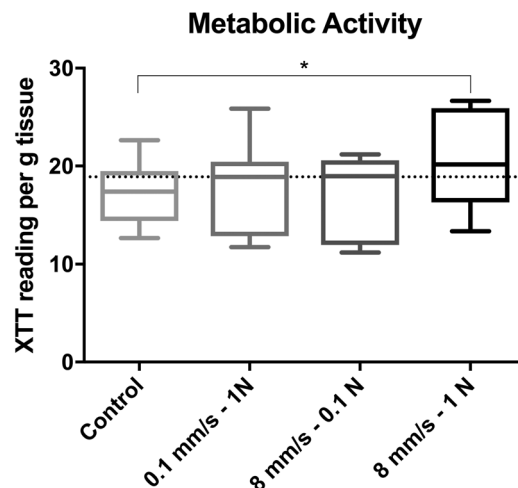 Metabolic Activity
XTT reading per g tissue
30
20
10
0
*
Control
0.1 mm/s - 1N
8 mm/s - 0.1 N
8 mm/s - 1 N